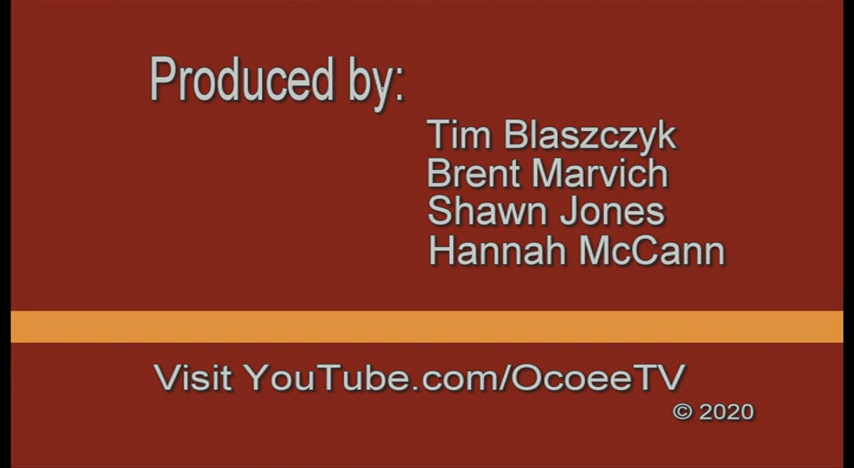 Produced by:
Tim Blaszczyk
Brent Marvich
Shawn Jones
Hannah McCann
Visit YouTube.com/OcoeeTV
© 2020